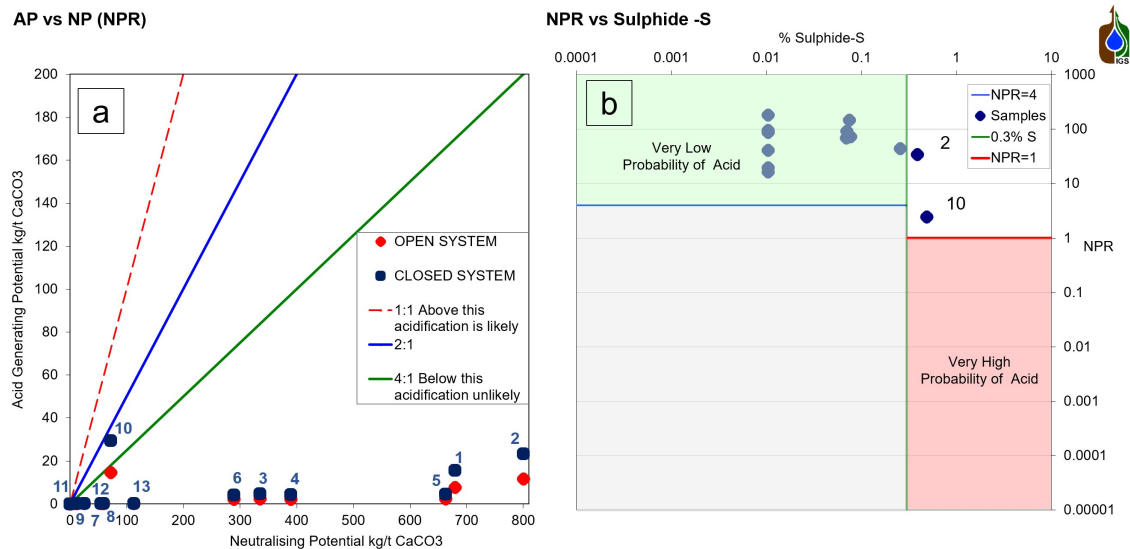 AP vs NP (NPR)
a
Acid Generating Potential kg/t CaCO3
200
180
160
140
120
100
80
60
40
20
0
OPEN SYSTEM
CLOSED SYSTEM
1:1 Above this
acidification is likely
2:1
4:1 Below this
acidification unlikely
10
11
12
13
6
3
4
5
1
2
9
7
8
0
100
200
300
400
500
600
700
800
Neutralising Potential kg/t CaCO3
NPR vs Sulphide -S
IGS
% Sulphide-S
0.0001
0.001
0.01
0.1
1
10
b
Very Low
Probability of Acid
NPR=4
Samples
0.3% S
NPR=1
2
10
Very High
Probability of Acid
1000
100
10
1
0.1
0.01
0.001
0.0001
0.00001
NPR